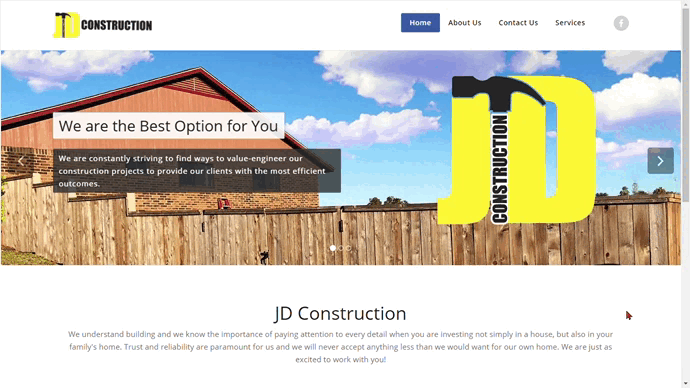 JD CONSTRUCTION
Home About Us Contact Us Services f
We are the Best Option for You
We are constantly striving to find ways to value-engineer our
construction projects to provide our clients with the most efficient
outcomes.
JD CONSTRUCTION
JD Construction
We understand building and we know the importance of paying attention to every detail when you are investing not simply in a house, but also in your
family's home. Trust and reliability are paramount for us and we will never accept anything less than we would want for our own home. We are just as
excited to work with you!